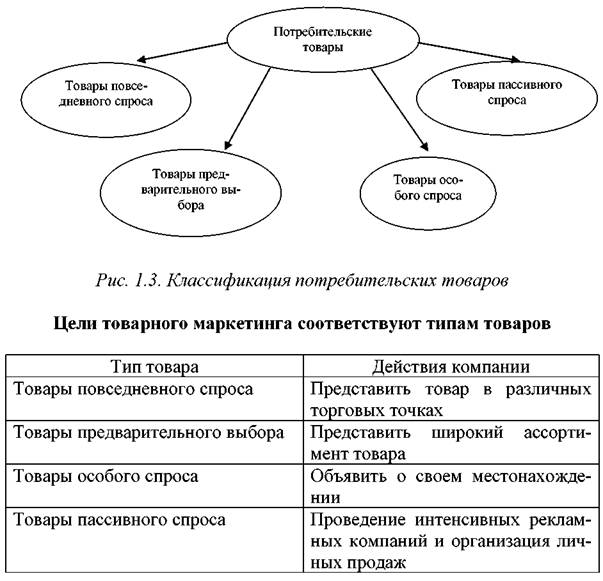 Потребительские
товары
Товары повсе-
дневного спроса
Товары пассивного
спроса
Товары пред-
варительного вы-
бора
Товары осо-
бого спроса
Рис. 1.3. Классификация потребительских товаров
Цели товарного маркетинга соответствуют типам товаров
Тип товара
Действия компании
Товары повседневного спроса
Представить товар в различных
торговых точках
Товары предварительного выбора
Представить широкий ассорти-
мент товара
Товары особого спроса
Объявить о своем местонахожде-
нии
Товары пассивного спроса
Проведение интенсивных реклам-
ных компаний и организация лич-
ных продаж